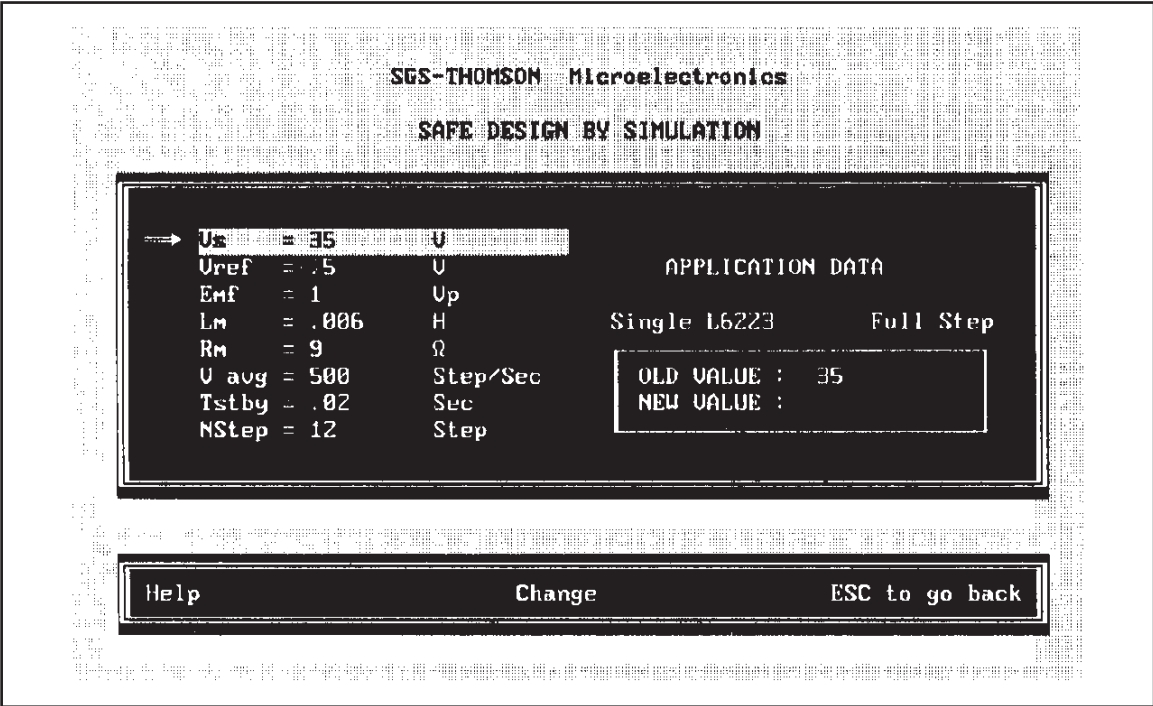 SGS-THOMSON Microelectronics
SAFE DESIGN BY SIMULATION
Vs = 35 V
Vref = .5 V
Emf = 1 Vp
Lm = .006 H
Rm = 9 Ω
V avg = 500 Step/Sec
Tstby = .02 Sec
NStep = 12 Step
APPLICATION DATA
Single L6223 Full Step
OLD VALUE : 35
NEW VALUE :
Help Change ESC to go back